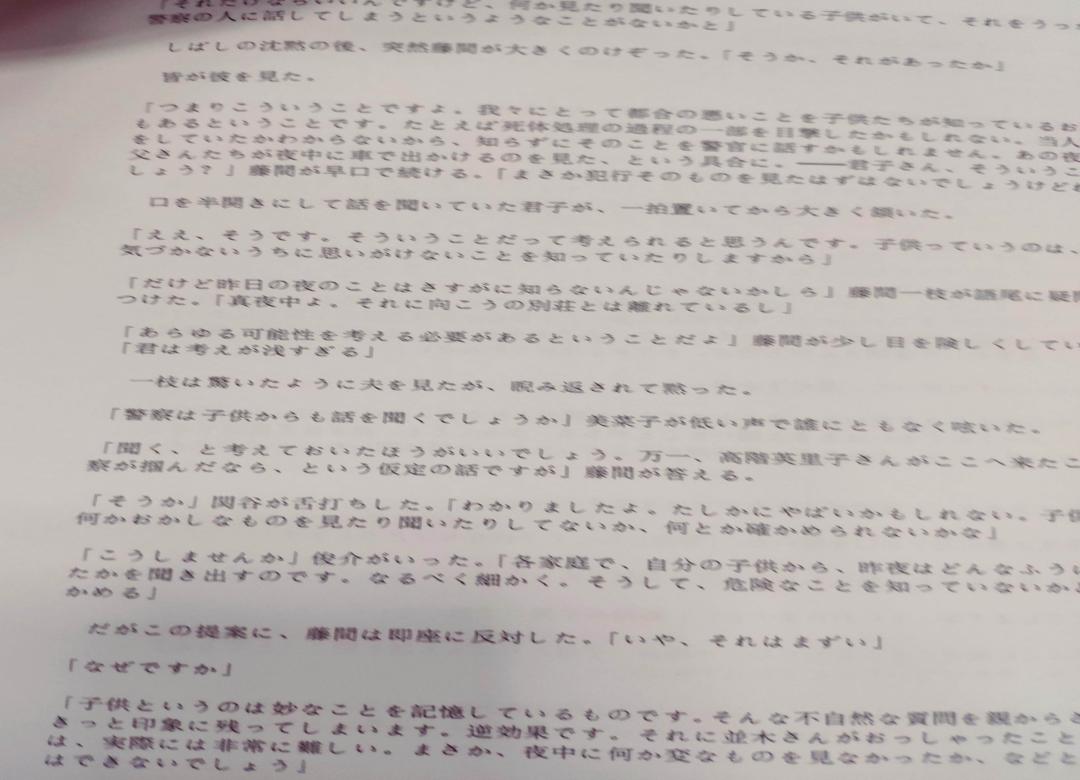 「それだけならいいんですけど、何か見たり聞いたりしている子供がいて、それをうっ
警察の人に話してしまうというようなことがないかと」
しばしの沈黙の後、突然藤間が大きくのけぞった。「そうか、それがあったか」
皆が彼を見た。
「つまりこういうことですよ。我々にとって都合の悪いことを子供たちが知っているお
もあるということです。たとえば死体処理の過程の一部を目撃したかもしれない。当人
をしていたかわからないから、知らずにそのことを警官に話すかもしれません。あの夜
父さんたちが夜中に車で出かけるのを見た、という具合に。――君子さん、そういうこ
しょう?」藤間が早口で続ける。「まさか犯行そのものを見たはずはないでしょうけど
口を半開きにして話を聞いていた君子が、一拍置いてから大きく頷いた。
「ええ、そうです。そういうことだって考えられると思うんです。子供っていうのは、
気づかないうちに思いがけないことを知っていたりしますから」
「だけど昨日の夜のことはさすがに知らないんじゃないかしら」藤間一枝が語尾に疑問
つけた。「真夜中よ。それに向こうの別荘とは離れているし」
「あらゆる可能性を考える必要があるということだよ」藤間が少し目を険しくしてい
「君は考えが浅すぎる」
一枝は驚いたように夫を見たが、睨み返されて黙った。
「警察は子供からも話を聞くでしょうか」美菜子が低い声で誰にともなく呟いた。
「聞く、と考えておいたほうがいいでしょう。万一、高階英里子さんがここへ来たこ
察が掴んだなら、という仮定の話ですが」藤間が答える。
「そうか」関谷が舌打ちした。「わかりましたよ。たしかにやばいかもしれない。子供
何かおかしなものを見たり聞いたりしてないか、何とか確かめられないかな」
「こうしませんか」俊介がいった。「各家庭で、自分の子供から、昨夜はどんなふうに
たかを聞き出すのです。なるべく細かく。そうして、危険なことを知っていないか
かめる」
だがこの提案に、藤間は即座に反対した。「いや、それはまずい」
「なぜですか」
「子供というのは妙なことを記憶しているものです。そんな不自然な質問を親からさ
きっと印象に残ってしまいます。逆効果です。それに並木さんがおっしゃったこと
は、実際には非常に難しい。まさか、夜中に何か変なものを見なかったか、などと
はできないでしょう」